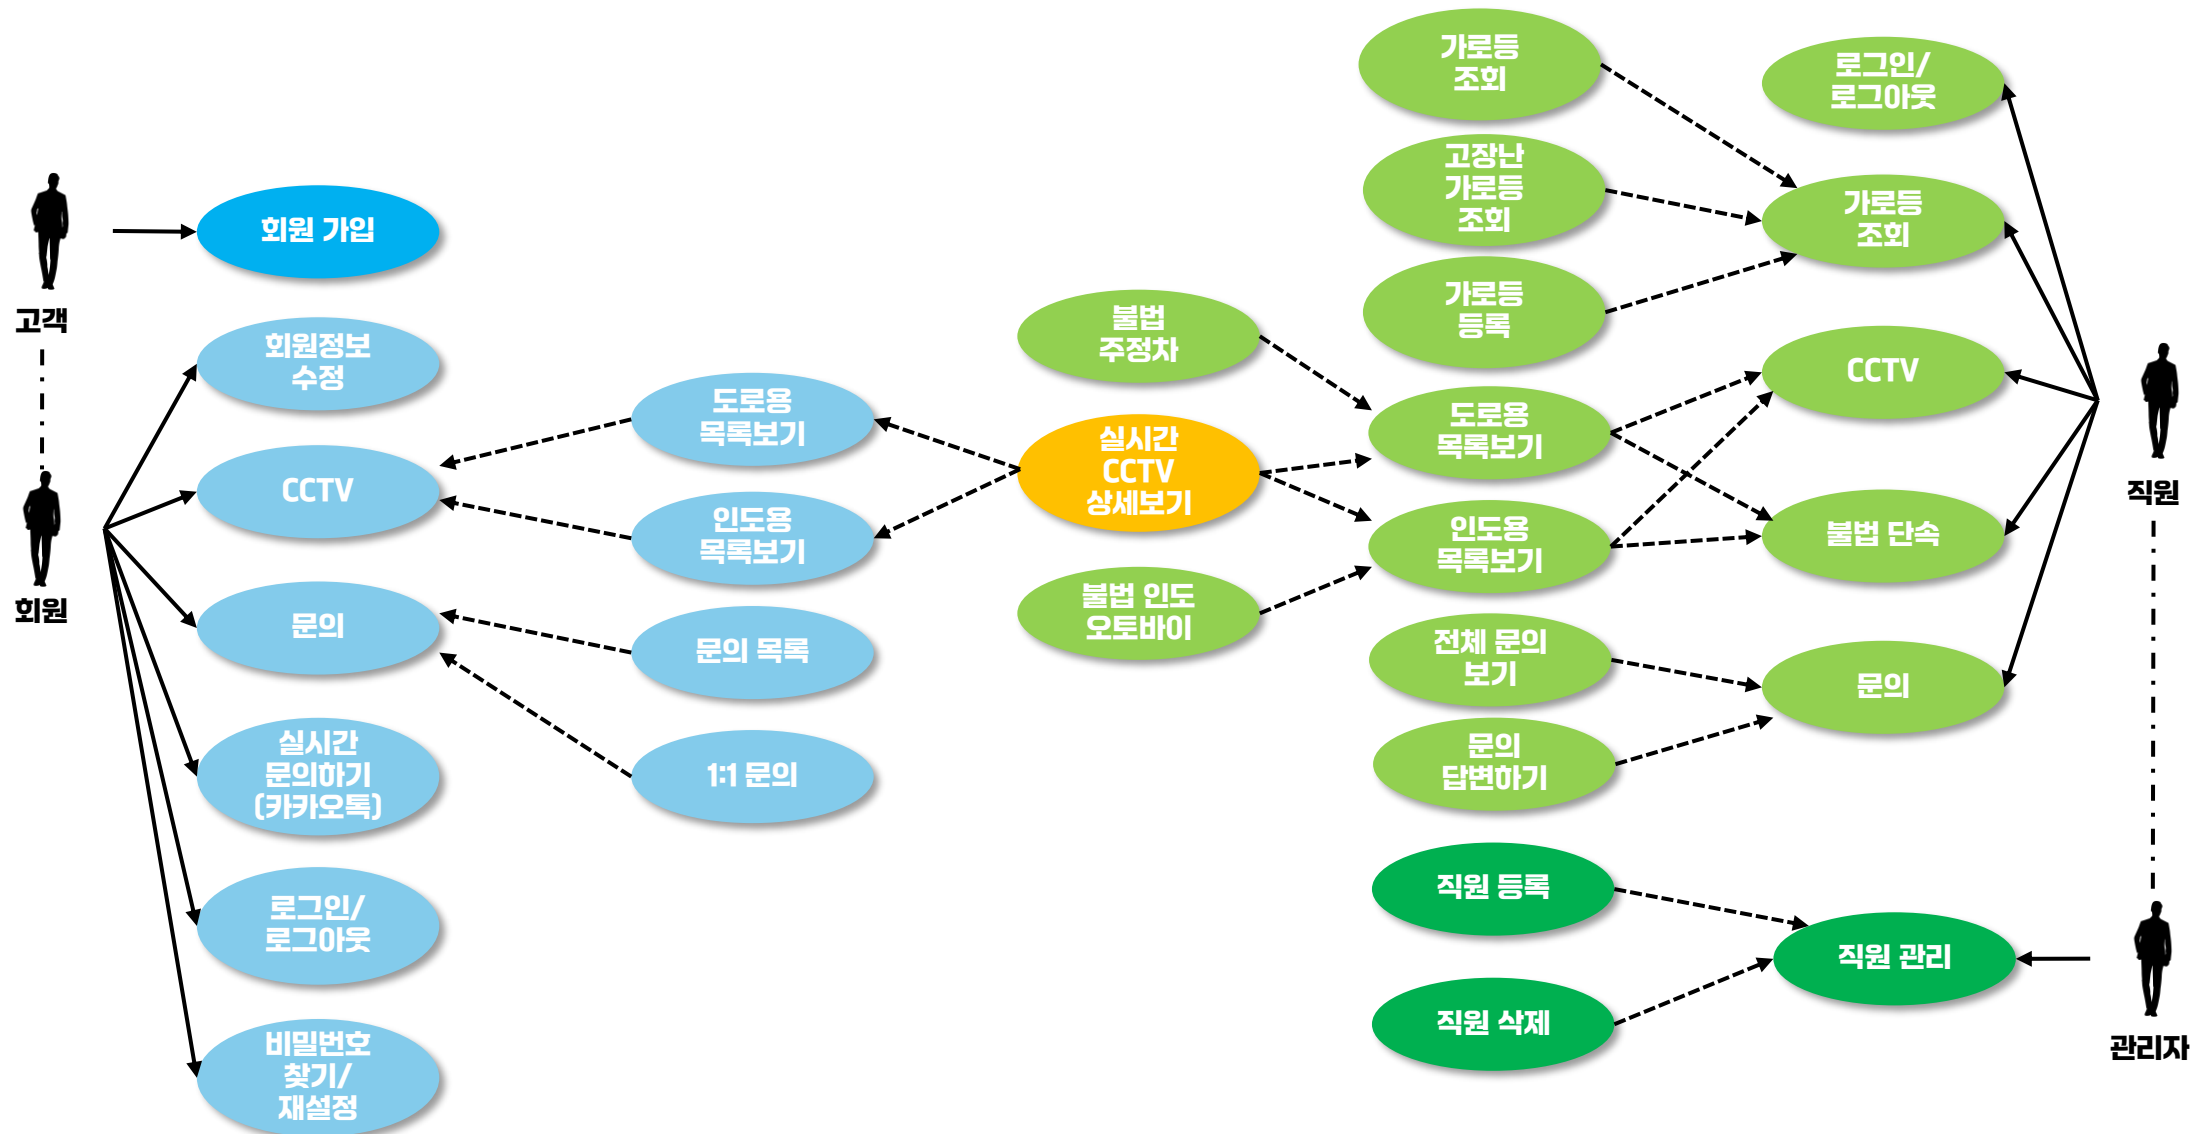 가로등
조회
로그인/
로그아웃
고장난
가로등
조회
가로등
조회
회원 가입
가로등
등록
고객
불법
주정차
회원정보
수정
CCTV
도로용
목록보기
도로용
목록보기
실시간
CCTV
상세보기
CCTV
직원
인도용
목록보기
인도용
목록보기
불법 단속
회원
문의
불법 인도
오토바이
문의 목록
전체 문의
보기
문의
실시간
문의하기
(카카오톡)
1:1 문의
문의
답변하기
직원 등록
로그인/
로그아웃
직원 관리
직원 삭제
관리자
비밀번호
찾기/
재설정